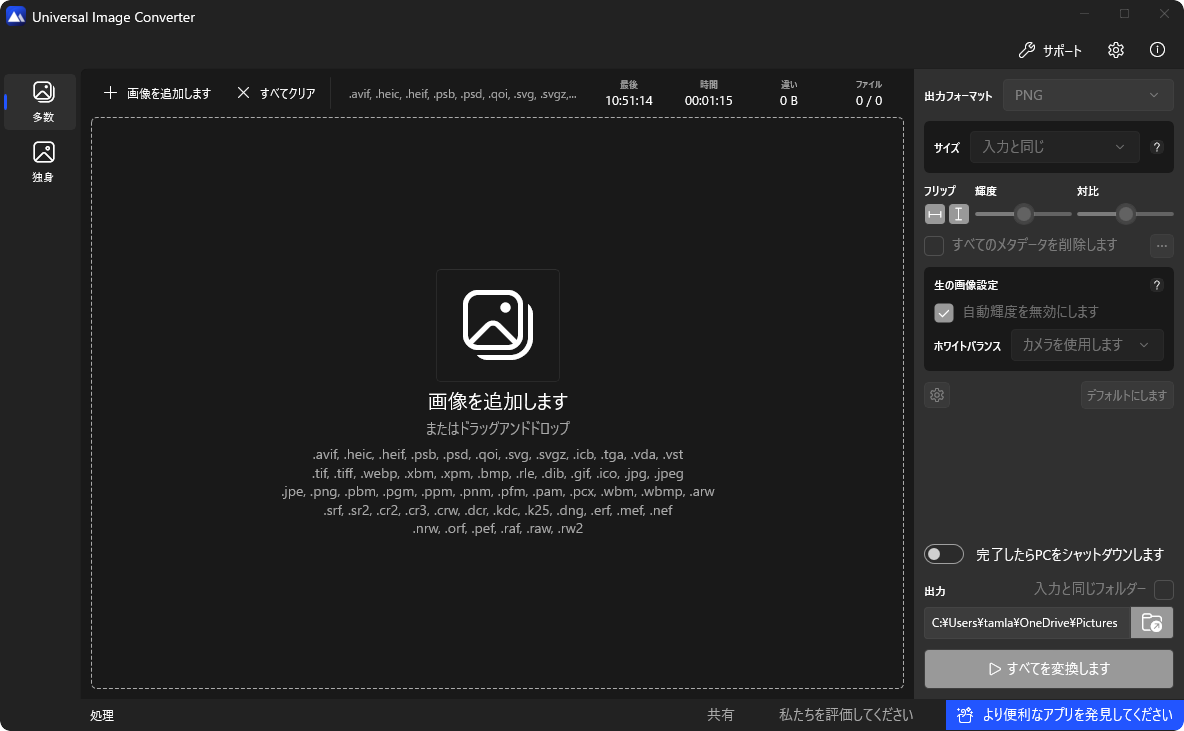 Universal Image Converter
サポート
多数
独身
画像を追加します
すべてクリア
.avif, .heic, .heif, .psb, .psd, .qoi, .svg, .svgz,...
最後
10:51:14
時間
00:01:15
違い
0 B
ファイル
0 / 0
画像を追加します
またはドラッグアンドドロップ
.avif, .heic, .heif, .psb, .psd, .qoi, .svg, .svgz, .icb, .tga, .vda, .vst
.tif, .tiff, .webp, .xbm, .xpm, .bmp, .rle, .dib, .gif, .ico, .jpg, .jpeg
.jpe, .png, .pbm, .pgm, .ppm, .pnm, .pfm, .pam, .pcx, .wbm, .wbmp, .arw
.srf, .sr2, .cr2, .cr3, .crw, .dcr, .kdc, .k25, .dng, .erf, .mef, .nef
.nrw, .orf, .pef, .raf, .raw, .rw2
出力フォーマット
PNG
サイズ
入力と同じ
?
フリップ
輝度
対比
すべてのメタデータを削除します
...
生の画像設定
?
自動輝度を無効にします
ホワイトバランス
カメラを使用します
デフォルトにします
完了したらPCをシャットダウンします
出力
入力と同じフォルダー
C:¥Users¥tamla¥OneDrive¥Pictures
すべてを変換します
処理
共有
私たちを評価してください
より便利なアプリを発見してください